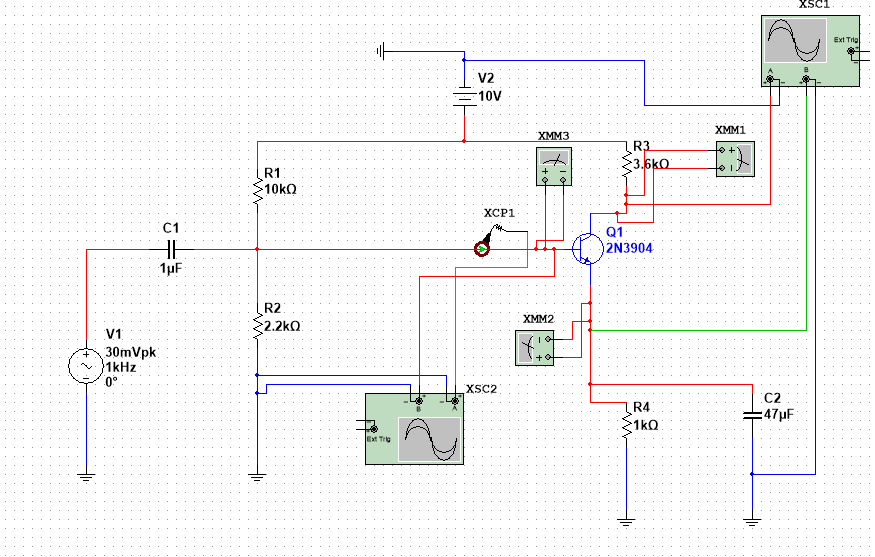 XSC1
Ext Trig
A
B
V2
10V
XMM3
XMM1
R3
3.6kΩ
R1
10kΩ
XCP1
C1
1µF
Q1
2N3904
R2
2.2kΩ
XMM2
V1
30mVpk
1kHz
0°
XSC2
B
A
Ext Trig
R4
1kΩ
C2
47µF